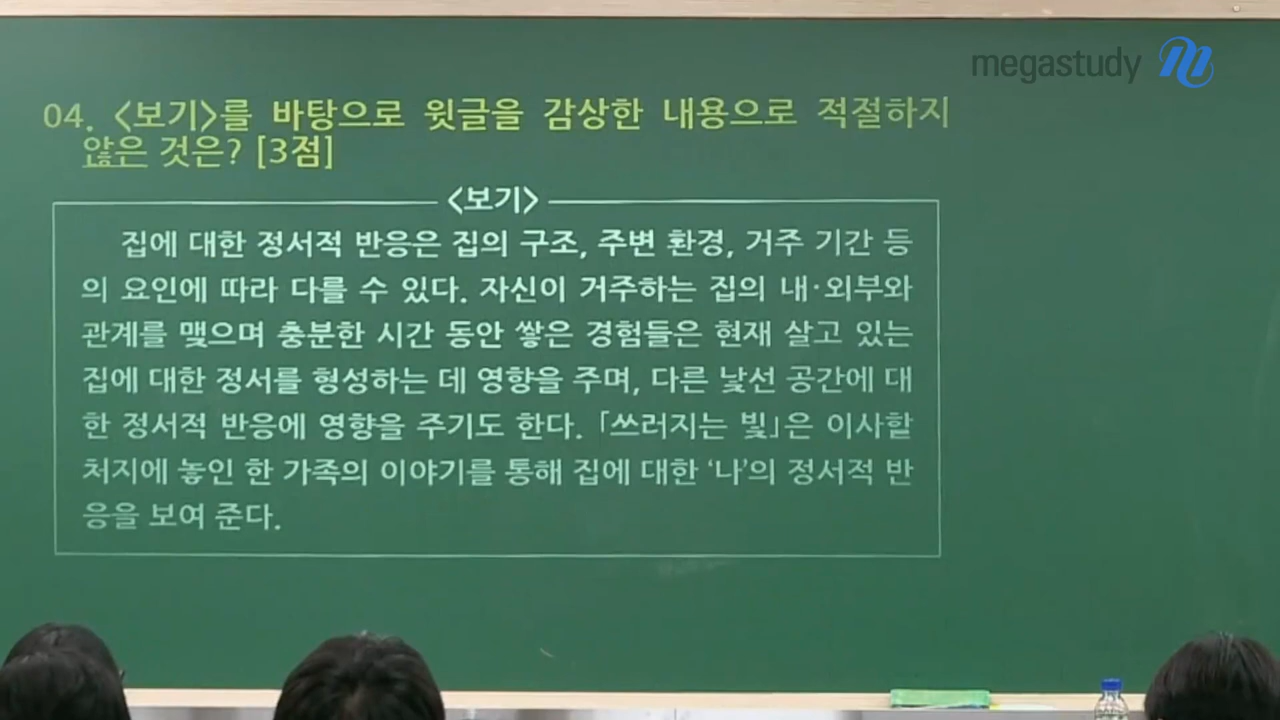 megastudy
04. <보기>를 바탕으로 윗글을 감상한 내용으로 적절하지
않은 것은? [3점]
<보기>
집에 대한 정서적 반응은 집의 구조, 주변 환경, 거주 기간 등
의 요인에 따라 다를 수 있다. 자신이 거주하는 집의 내·외부와
관계를 맺으며 충분한 시간 동안 쌓은 경험들은 현재 살고 있는
집에 대한 정서를 형성하는 데 영향을 주며, 다른 낯선 공간에 대
한 정서적 반응에 영향을 주기도 한다. 「쓰러지는 빛」은 이사할
처지에 놓인 한 가족의 이야기를 통해 집에 대한 ‘나’의 정서적 반
응을 보여 준다.